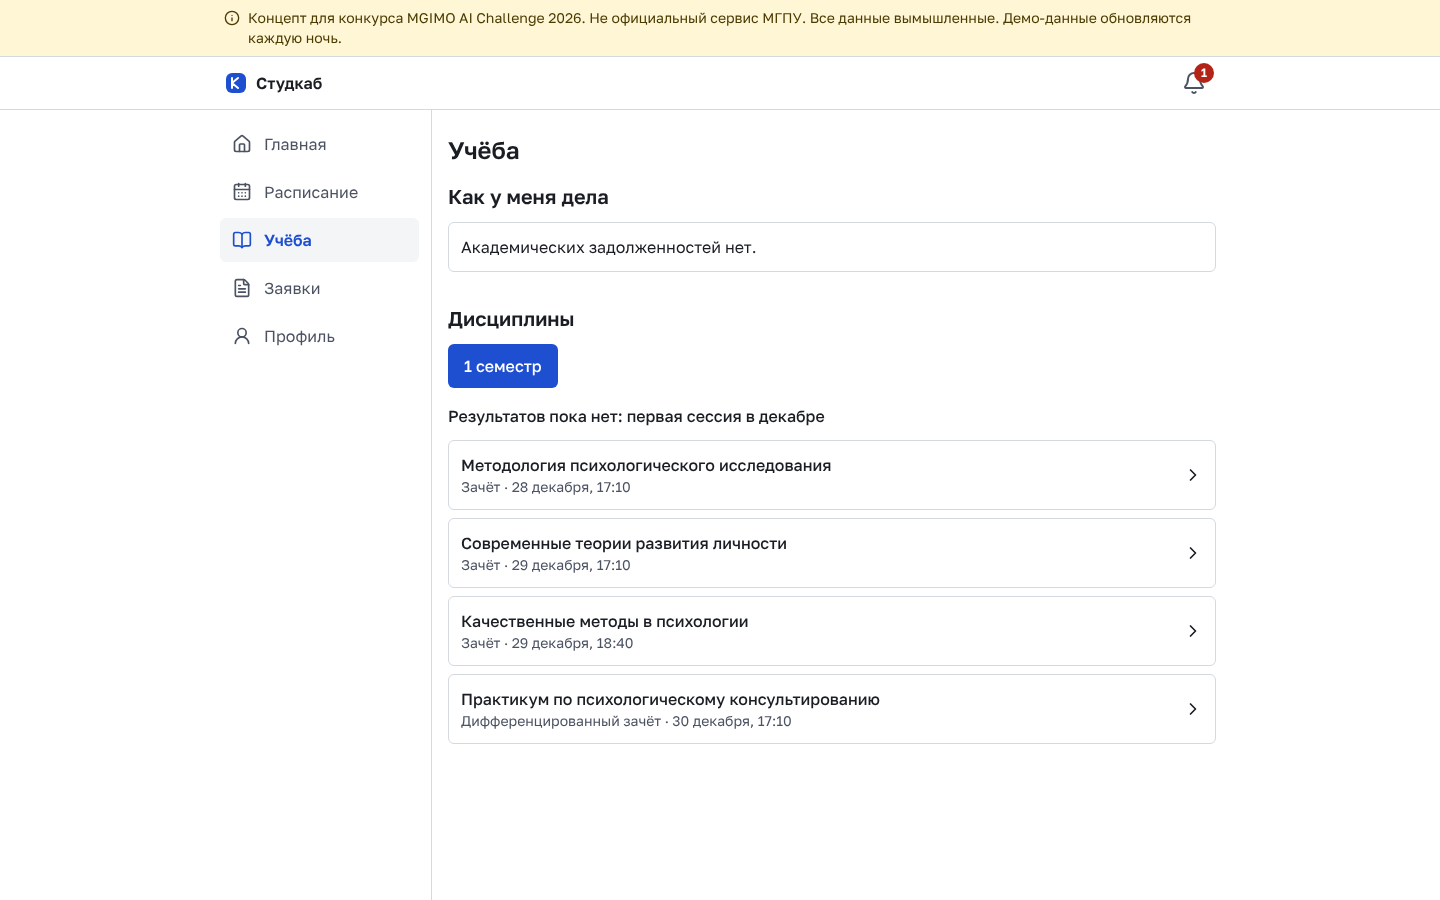 Концепт для конкурса MGIMO AI Challenge 2026. Не официальный сервис МГПУ. Все данные вымышленные. Демо-данные обновляются
каждую ночь.
Студкаб
1
Главная
Расписание
Учёба
Заявки
Профиль
Учёба
Как у меня дела
Академических задолженностей нет.
Дисциплины
1 семестр
Результатов пока нет: первая сессия в декабре
Методология психологического исследования
Зачёт · 28 декабря, 17:10
Современные теории развития личности
Зачёт · 29 декабря, 17:10
Качественные методы в психологии
Зачёт · 29 декабря, 18:40
Практикум по психологическому консультированию
Дифференцированный зачёт · 30 декабря, 17:10